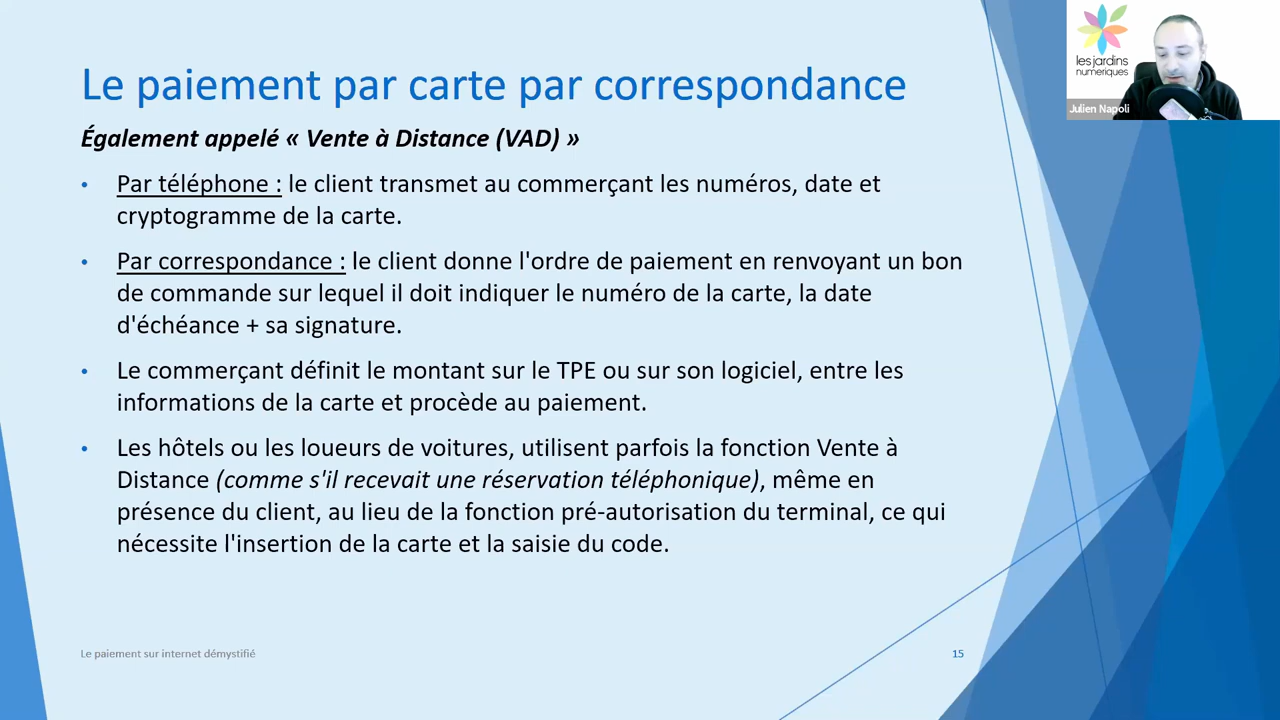 Le paiement par carte par correspondance
Également appelé « Vente à Distance (VAD) »
• Par téléphone : le client transmet au commerçant les numéros, date et
cryptogramme de la carte.
• Par correspondance : le client donne l'ordre de paiement en renvoyant un bon
de commande sur lequel il doit indiquer le numéro de la carte, la date
d'échéance + sa signature.
• Le commerçant définit le montant sur le TPE ou sur son logiciel, entre les
informations de la carte et procède au paiement.
• Les hôtels ou les loueurs de voitures, utilisent parfois la fonction Vente à
Distance (comme s'il recevait une réservation téléphonique), même en
présence du client, au lieu de la fonction pré-autorisation du terminal, ce qui
nécessite l'insertion de la carte et la saisie du code.
Le paiement sur internet démystifié
15
les jardins
numeriques
Julien Napoli